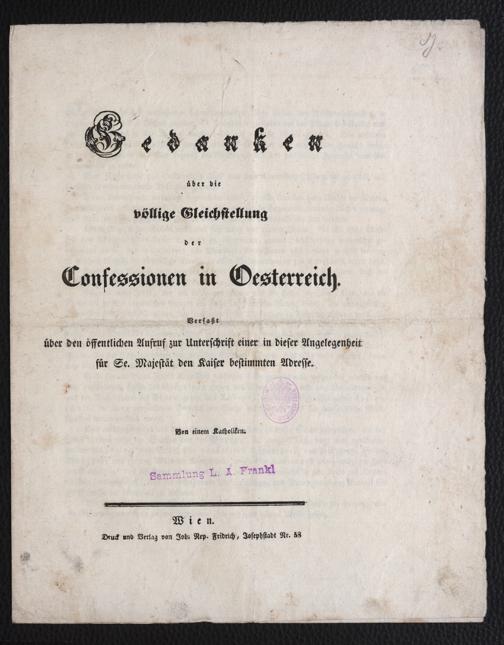 Gedanken
über die
völlige Gleichstellung
der
Confessionen in Oesterreich.
Verfaßt
über den öffentlichen Aufruf zur Unterschrift einer in dieser Angelegenheit
für Se. Majestät den Kaiser bestimmten Adresse.
Von einem Katholiken.
Sammlung L. A. Frankl
Wien.
Druck und Verlag von Joh. Nep. Fridrich, Josephstadt Nr. 58